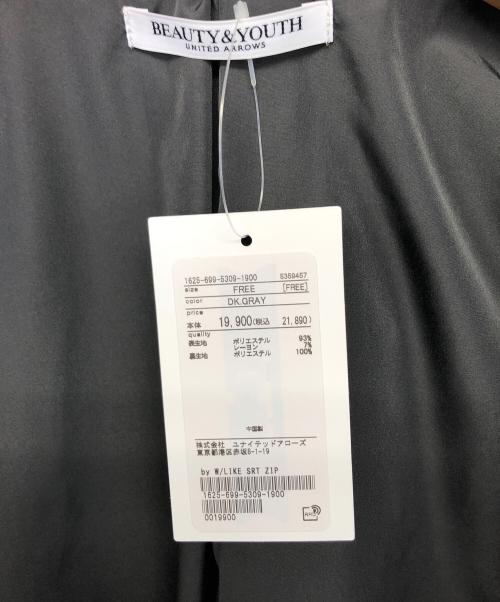 BEAUTY&YOUTH
UNITED ARROWS
1625-699-5309-1900 S359457
size FREE [FREE]
color DK.GRAY
price
本体 19,900(税込 21,890)
quality
表生地 ポリエステル 93%
レーヨン 7%
裏生地 ポリエステル 100%
中国製
株式会社 ユナイテッドアローズ
東京都港区赤坂8-1-19
by W/LIKE SRT ZIP
1625-699-5309-1900
0019900